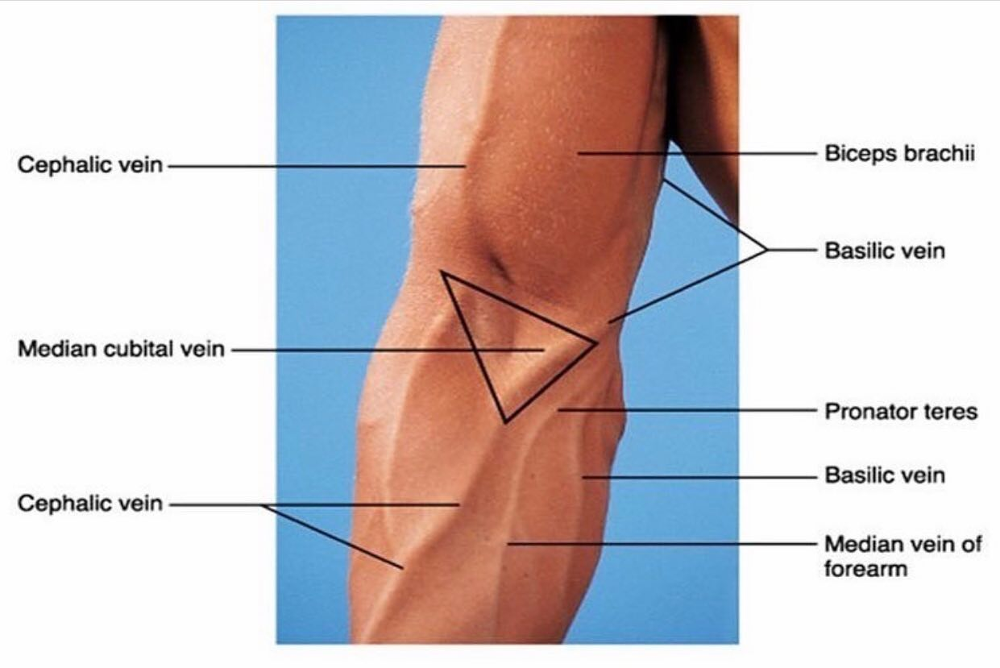 Cephalic vein
Biceps brachii
Basilic vein
Median cubital vein
Pronator teres
Basilic vein
Cephalic vein
Median vein of
forearm